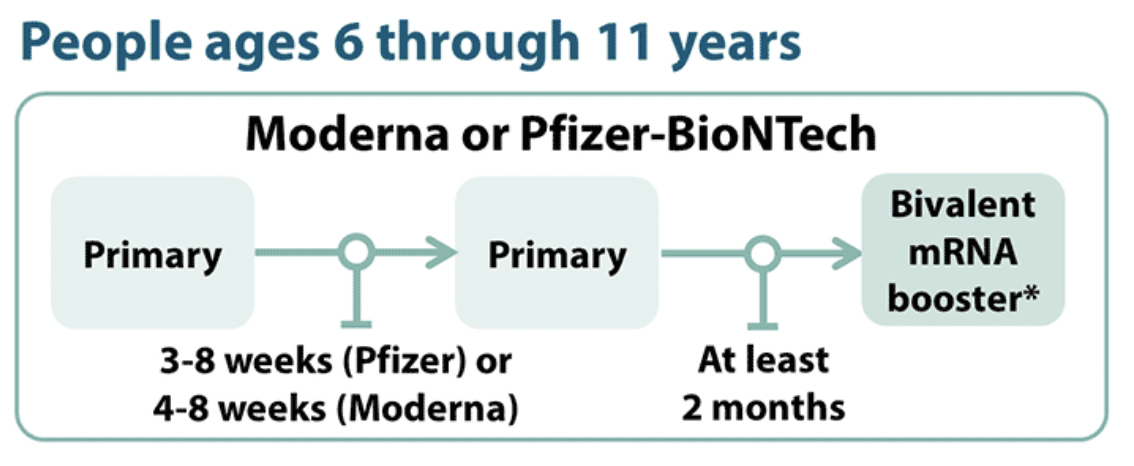 People ages 6 through 11 years
Moderna or Pfizer-BioNTech
Primary
3-8 weeks (Pfizer) or
4-8 weeks (Moderna)
Primary
At least
2 months
Bivalent
mRNA
booster*